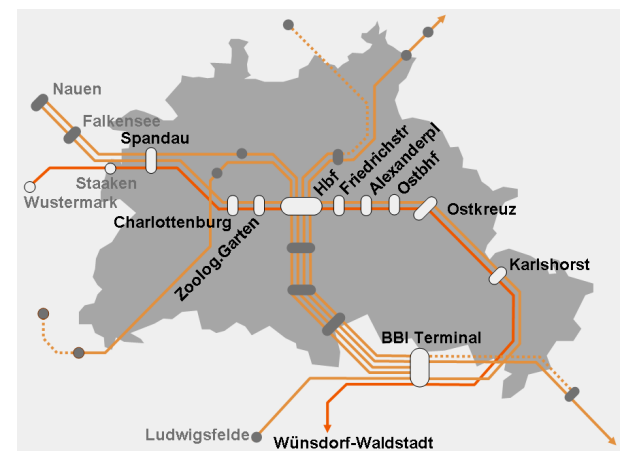 Nauen
Falkensee
Spandau
Staaken
Wustermark
Charlottenburg
Zoolog.Garten
Hbf
Friedrichstr
Alexanderpl
Ostbhf
Ostkreuz
Karlshorst
BBI Terminal
Ludwigsfelde
Wünsdorf-Waldstadt